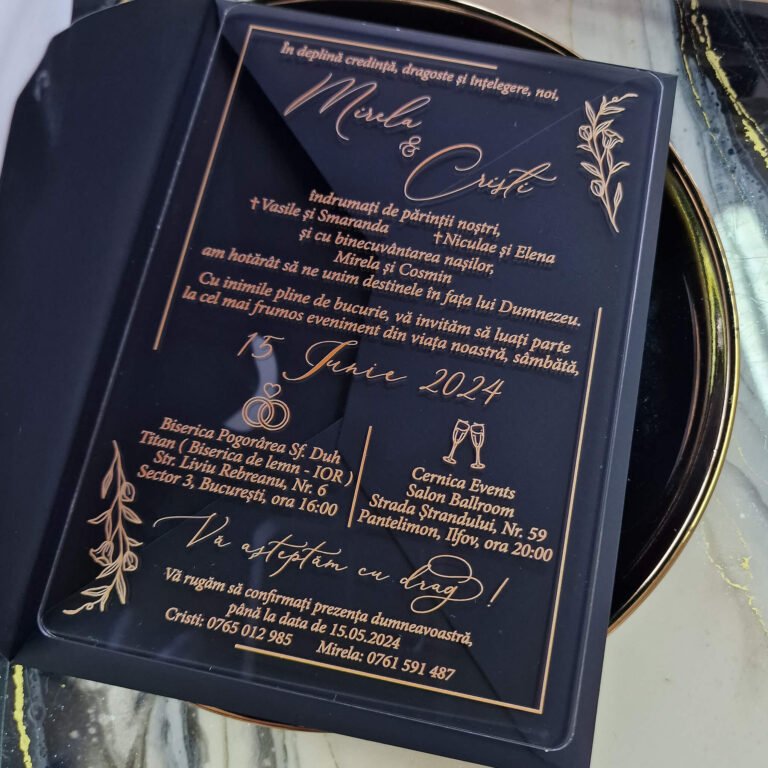 În deplină credință, dragoste și înțelegere, noi,
Mirela
&
Cristi
îndrumați de părinții noștri,
†Vasile și Smaranda †Niculae și Elena
și cu binecuvântarea nașilor,
Mirela și Cosmin
am hotărât să ne unim destinele în fața lui Dumnezeu.
Cu inimile pline de bucurie, vă invităm să luați parte
la cel mai frumos eveniment din viața noastră, sâmbătă,
15 Iunie 2024
Biserica Pogorârea Sf. Duh
Titan ( Biserica de lemn - IOR )
Str. Liviu Rebreanu, Nr. 6
Sector 3, București, ora 16:00
Cernica Events
Salon Ballroom
Strada Ștrandului, Nr. 59
Pantelimon, Ilfov, ora 20:00
Vă așteptăm cu drag !
Vă rugăm să confirmați prezența dumneavoastră,
până la data de 15.05.2024
Cristi: 0765 012 985 Mirela: 0761 591 487